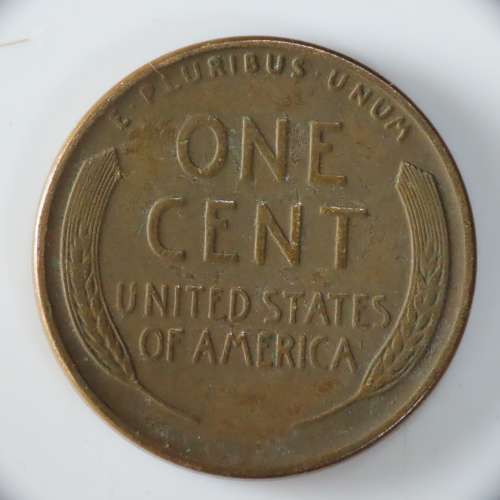 E·PLURIBUS·UNUM
ONE
CENT
UNITED STATES
OF AMERICA